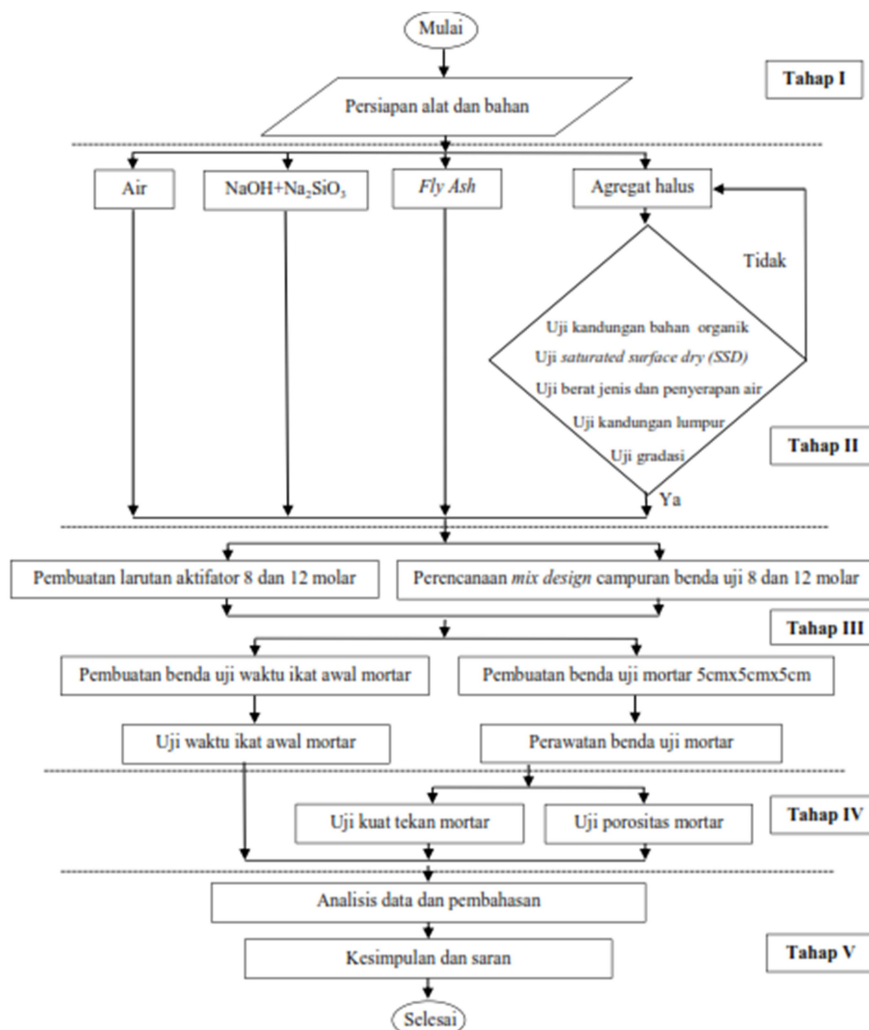 Mulai
Tahap I
Persiapan alat dan bahan
Air
NaOH+Na₂SiO₃
Fly Ash
Agregat halus
Tidak
Uji kandungan bahan organik
Uji saturated surface dry (SSD)
Uji berat jenis dan penyerapan air
Uji kandungan lumpur
Uji gradasi
Tahap II
Ya
Pembuatan larutan aktifator 8 dan 12 molar
Perencanaan mix design campuran benda uji 8 dan 12 molar
Tahap III
Pembuatan benda uji waktu ikat awal mortar
Pembuatan benda uji mortar 5cmx5cmx5cm
Uji waktu ikat awal mortar
Perawatan benda uji mortar
Uji kuat tekan mortar
Uji porositas mortar
Tahap IV
Analisis data dan pembahasan
Kesimpulan dan saran
Tahap V
Selesai